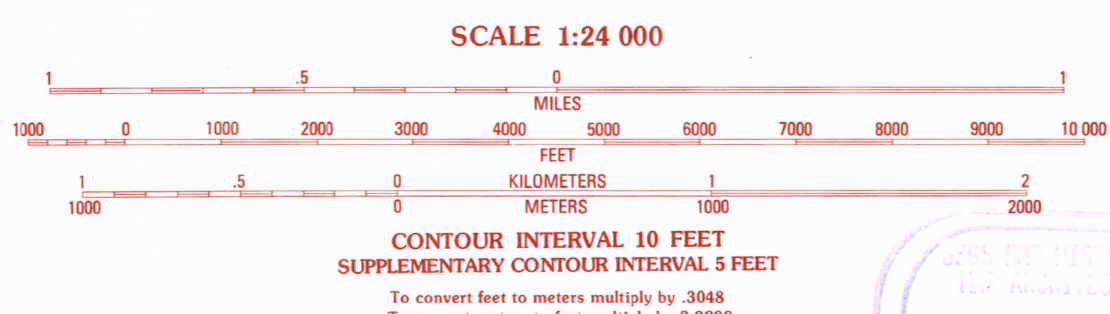 SCALE 1:24 000
1 .5 0 1
MILES
1000 0 1000 2000 3000 4000 5000 6000 7000 8000 9000 10 000
FEET
1 .5 0 KILOMETERS 1 2
1000 0 METERS 1000 2000
CONTOUR INTERVAL 10 FEET
SUPPLEMENTARY CONTOUR INTERVAL 5 FEET
To convert feet to meters multiply by .3048